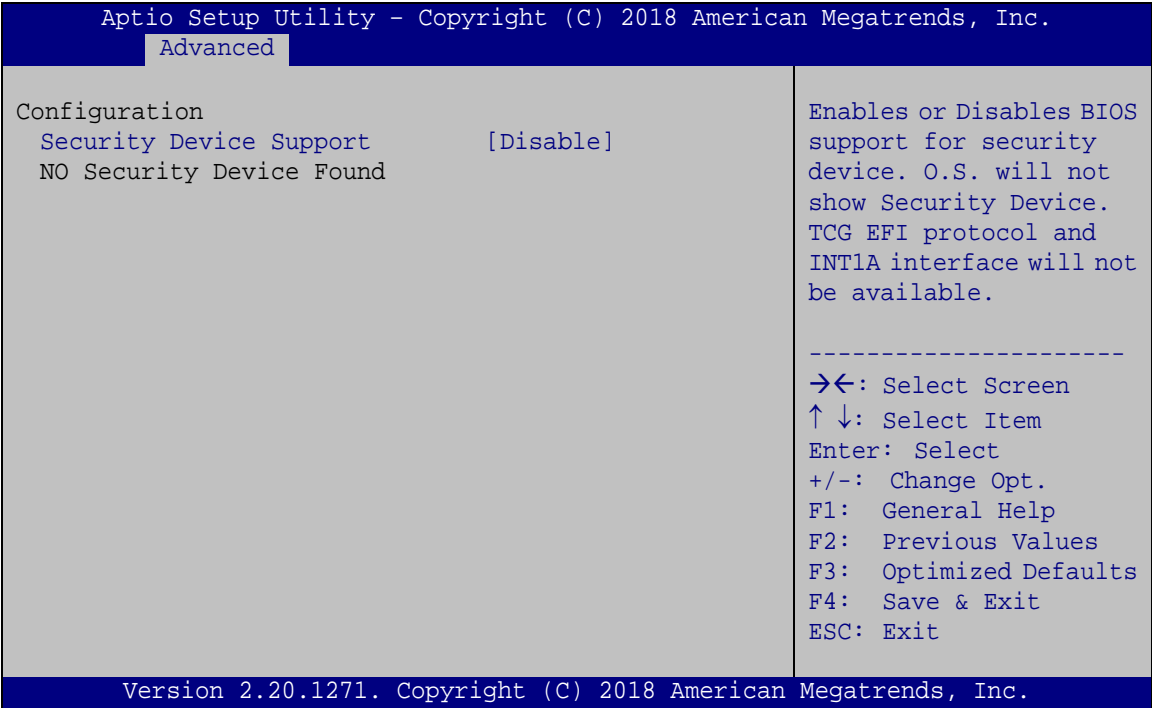 Aptio Setup Utility – Copyright (C) 2018 American Megatrends, Inc.
Advanced
Configuration
Security Device Support [Disable]
NO Security Device Found
Enables or Disables BIOS
support for security
device. O.S. will not
show Security Device.
TCG EFI protocol and
INT1A interface will not
be available.
----------------------
→←: Select Screen
↑ ↓: Select Item
Enter: Select
+/-: Change Opt.
F1: General Help
F2: Previous Values
F3: Optimized Defaults
F4: Save & Exit
ESC: Exit
Version 2.20.1271. Copyright (C) 2018 American Megatrends, Inc.